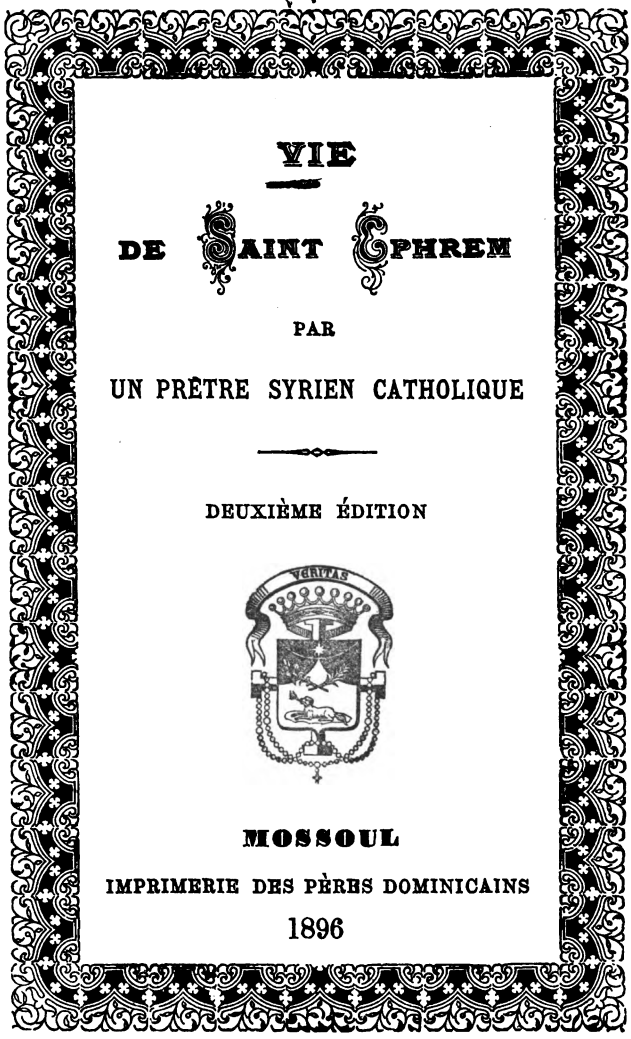 VIE
DE SAINT EPHREM
PAR
UN PRÊTRE SYRIEN CATHOLIQUE
DEUXIÈME ÉDITION
VERITAS
MOSSOUL
IMPRIMERIE DES PÈRES DOMINICAINS
1896